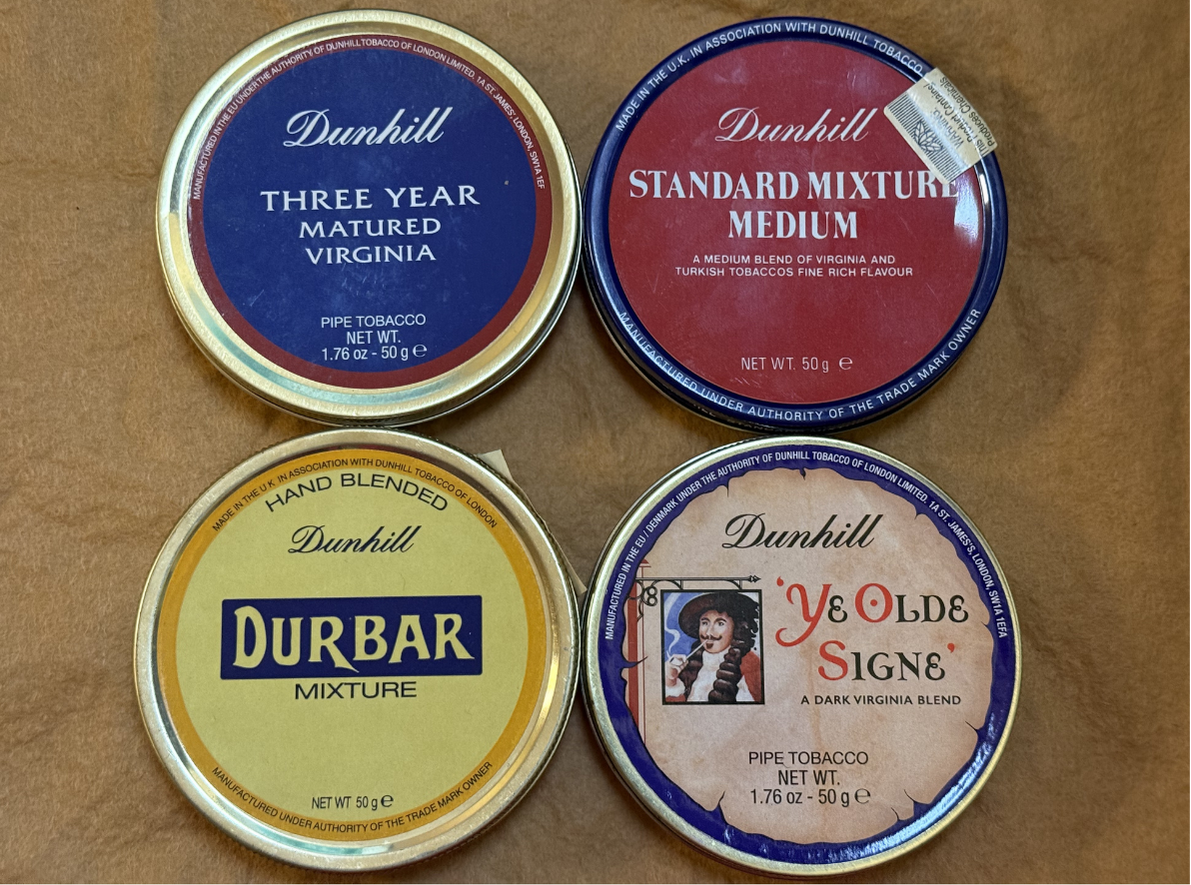 MANUFACTURED IN THE EU UNDER THE AUTHORITY OF DUNHILL TOBACCO OF LONDON LIMITED. 1A ST. JAMES', LONDON, SW1A 1EF
Dunhill
THREE YEAR
MATURED
VIRGINIA
PIPE TOBACCO
NET WT.
1.76 oz - 50 g e
MADE IN THE U.K. IN ASSOCIATION WITH DUNHILL TOBACCO
Dunhill
STANDARD MIXTURE
MEDIUM
A MEDIUM BLEND OF VIRGINIA AND
TURKISH TOBACCOS FINE RICH FLAVOUR
NET WT. 50 g e
MANUFACTURED UNDER AUTHORITY OF THE TRADE MARK OWNER
WARNING:
Produces Chemicals
MADE IN THE U.K. IN ASSOCIATION WITH DUNHILL TOBACCO OF LONDON
HAND BLENDED
Dunhill
DURBAR
MIXTURE
NET WT 50 g e
MANUFACTURED UNDER AUTHORITY OF THE TRADE MARK OWNER
MANUFACTURED IN THE EU / DENMARK UNDER THE AUTHORITY OF DUNHILL TOBACCO OF LONDON LIMITED. 1A ST. JAMES'S, LONDON, SW1A 1EFA
Dunhill
'YE OLDE
SIGNE'
A DARK VIRGINIA BLEND
PIPE TOBACCO
NET WT.
1.76 oz - 50 g e